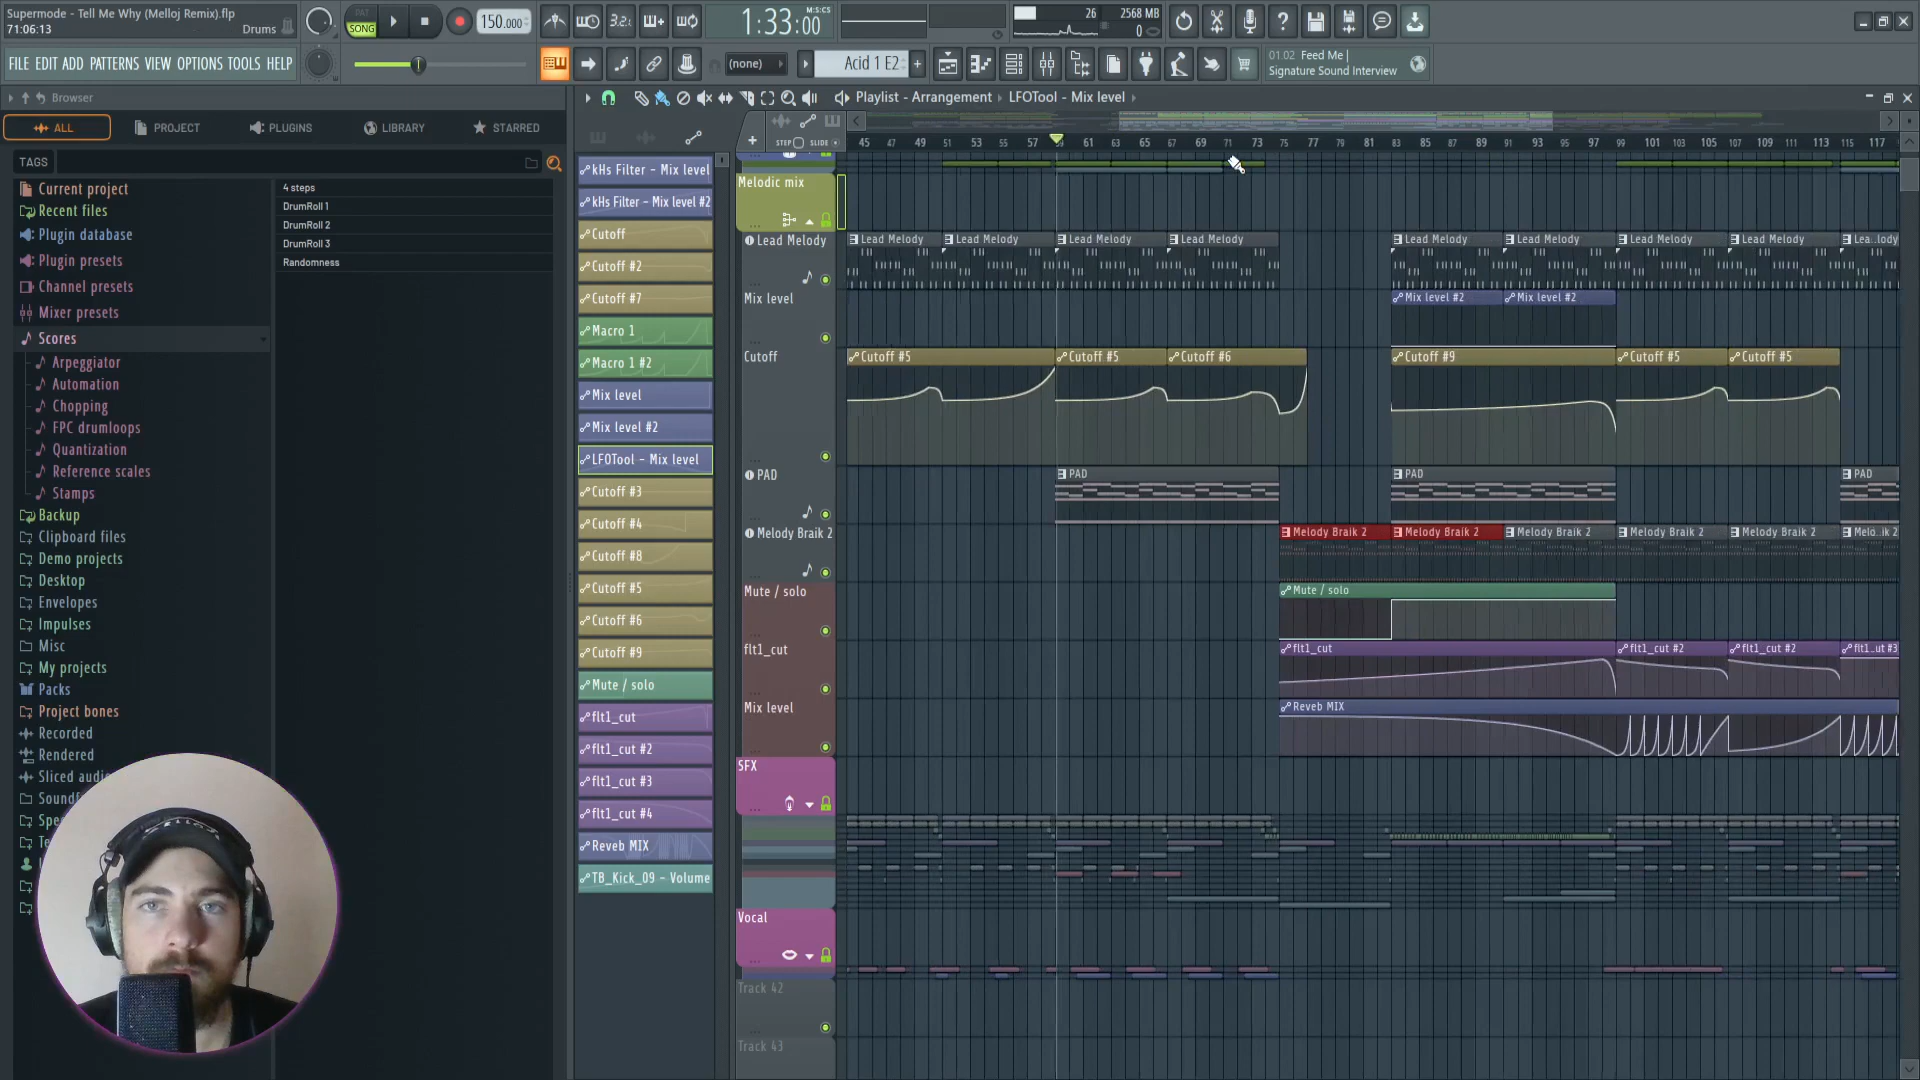 Supermode - Tell Me Why (Melloj Remix).flp
71:06:13
Drums
PAT
SONG
150.000
3.2.
1:33:00
M:S:CS
26
2568 MB
0
FILE EDIT ADD PATTERNS VIEW OPTIONS TOOLS HELP
(none)
Acid 1 E2
01.02 Feed Me |
Signature Sound Interview
Browser
Playlist - Arrangement › LFOTool - Mix level ›
ALL
PROJECT
PLUGINS
LIBRARY
STARRED
TAGS
STEP
SLIDE
45 47 49 51 53 55 57 59 61 63 65 67 69 71 73 75 77 79 81 83 85 87 89 91 93 95 97 99 101 103 105 107 109 111 113 115 117
Current project
Recent files
Plugin database
Plugin presets
Channel presets
Mixer presets
Scores
Arpeggiator
Automation
Chopping
FPC drumloops
Quantization
Reference scales
Stamps
Backup
Clipboard files
Demo projects
Desktop
Envelopes
Impulses
Misc
My projects
Packs
Project bones
Recorded
Rendered
Sliced audio
Soundf
Spe
Te
4 steps
DrumRoll 1
DrumRoll 2
DrumRoll 3
Randomness
kHs Filter - Mix level
kHs Filter - Mix level #2
Cutoff
Cutoff #2
Cutoff #7
Macro 1
Macro 1 #2
Mix level
Mix level #2
LFOTool - Mix level
Cutoff #3
Cutoff #4
Cutoff #8
Cutoff #5
Cutoff #6
Cutoff #9
Mute / solo
flt1_cut
flt1_cut #2
flt1_cut #3
flt1_cut #4
Reveb MIX
TB_Kick_09 - Volume
Melodic mix
Lead Melody
Lead Melody Lead Melody Lead Melody Lead Melody Lead Melody Lead Melody Lead Melody Lead Melody Lea..lody
Mix level
Mix level #2 Mix level #2
Cutoff
Cutoff #5 Cutoff #5 Cutoff #6 Cutoff #9 Cutoff #5 Cutoff #5
PAD
PAD PAD PAD
Melody Braik 2
Melody Braik 2 Melody Braik 2 Melody Braik 2 Melody Braik 2 Melody Braik 2 Melo..ik 2
Mute / solo
Mute / solo
flt1_cut
flt1_cut flt1_cut #2 flt1_cut #2 flt1..ut #3
Mix level
Reveb MIX
SFX
Vocal
Track 42
Track 43